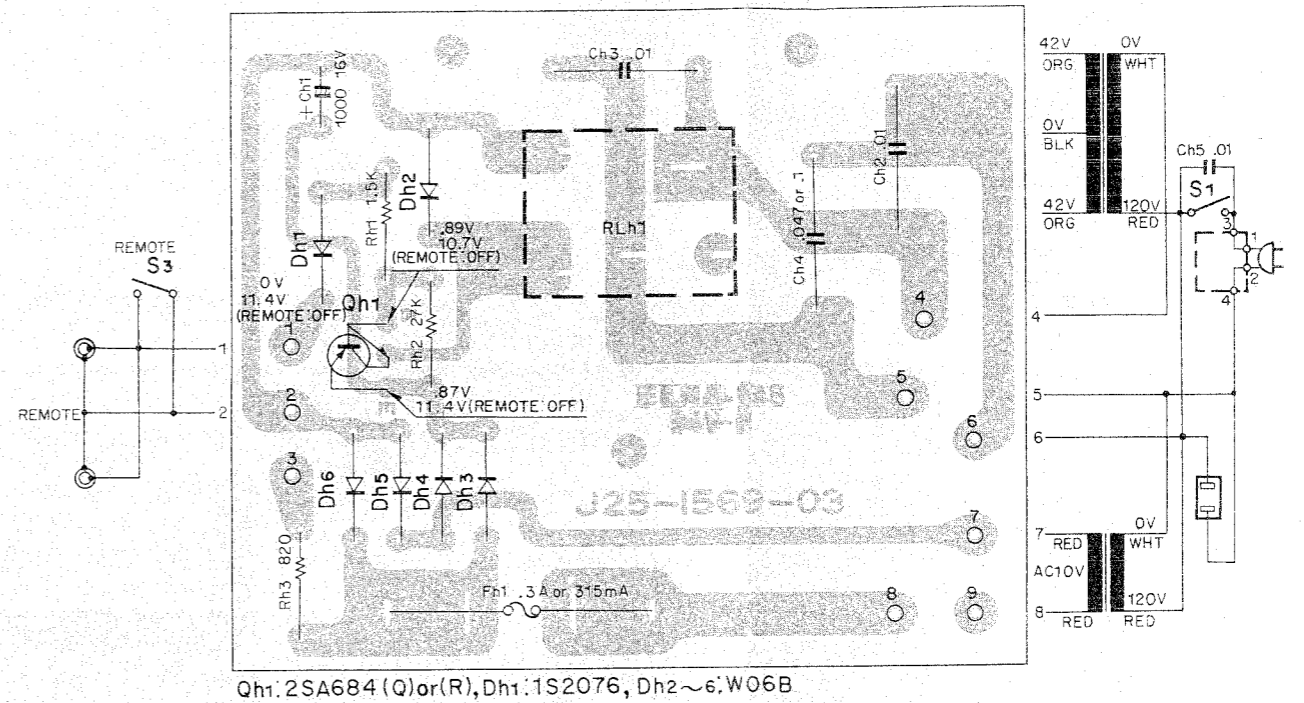 Ch3 .01
+Ch1
1000 16V
Rh1 1.5K
Dh2
Dh1
.89V
10.7V
(REMOTE:OFF)
RLh1
Ch4 .047 or .1
Ch2 .01
REMOTE
S3
0V
11.4V
(REMOTE:OFF)
Qh1
Rh2 27K
1
2
3
4
5
6
7
8
9
.87V
11.4V(REMOTE:OFF)
E
Dh6
Dh5
Dh4
Dh3
J25-1569-03
Rh3 820
Fh1 .3A or 315mA
REMOTE
1
2
42V
ORG
0V
WHT
0V
BLK
42V
ORG
120V
RED
Ch5 .01
S1
3
1
2
4
4
5
6
7
RED
0V
WHT
AC10V
8
RED
120V
RED
Qh1:2SA684(Q)or(R),Dh1:1S2076, Dh2~6:W06B